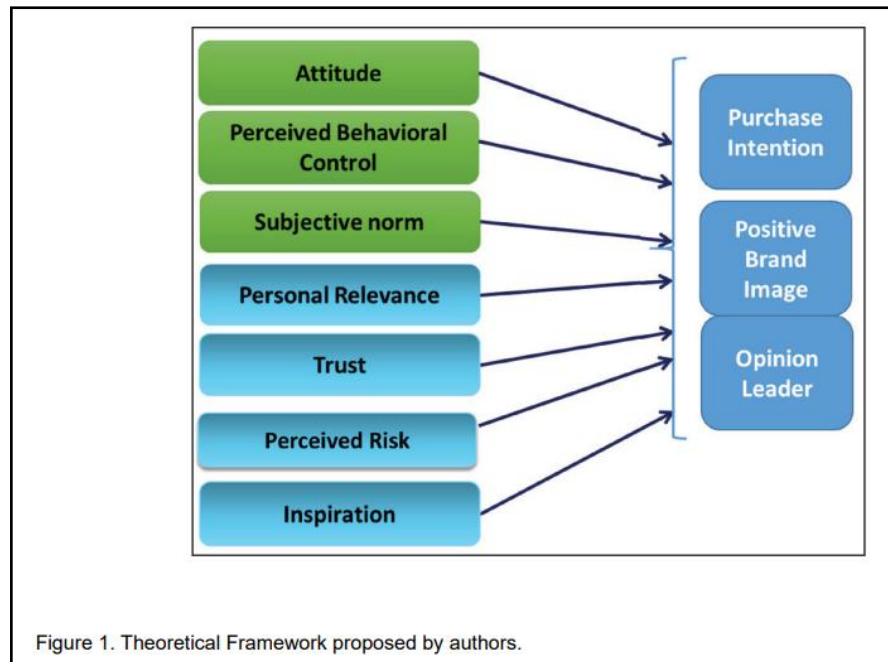 Attitude
Perceived Behavioral
Control
Subjective norm
Personal Relevance
Trust
Perceived Risk
Inspiration
Purchase
Intention
Positive
Brand
Image
Opinion
Leader
Figure 1. Theoretical Framework proposed by authors.